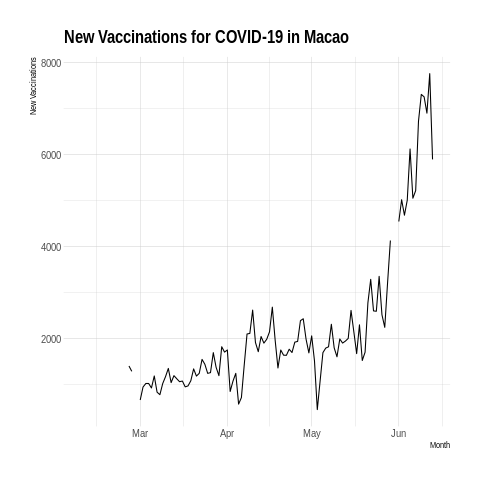 New Vaccinations for COVID-19 in Macao
New Vaccinations
8000
6000
4000
2000
Mar Apr May Jun
Month